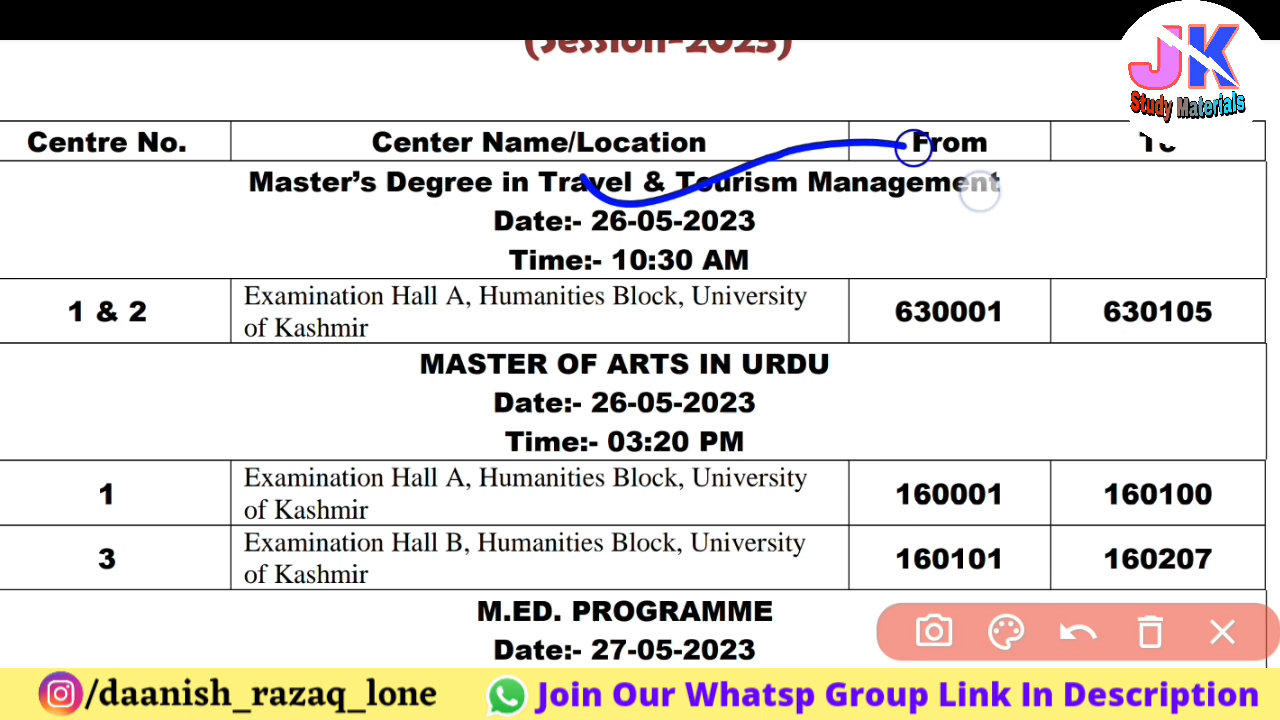 (Session-2023)
JK
Study Materials
Centre No. Center Name/Location From To
Master's Degree in Travel & Tourism Management
Date:- 26-05-2023
Time:- 10:30 AM
1 & 2 Examination Hall A, Humanities Block, University of Kashmir 630001 630105
MASTER OF ARTS IN URDU
Date:- 26-05-2023
Time:- 03:20 PM
1 Examination Hall A, Humanities Block, University of Kashmir 160001 160100
3 Examination Hall B, Humanities Block, University of Kashmir 160101 160207
M.ED. PROGRAMME
Date:- 27-05-2023
/daanish_razaq_lone Join Our Whatsp Group Link In Description